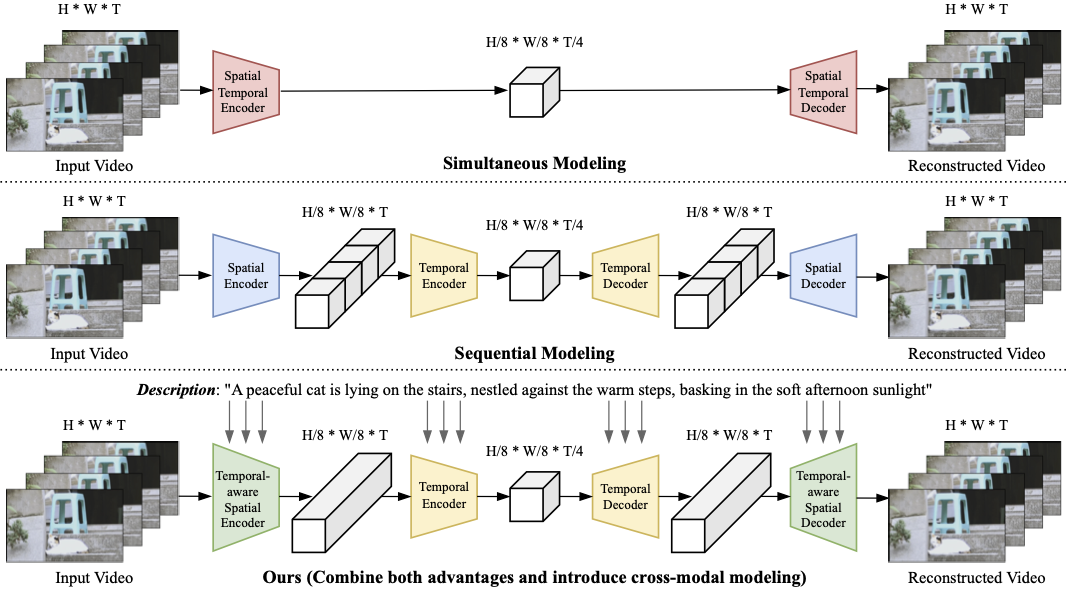 H * W * T
H * W * T
H/8 * W/8 * T/4
Spatial
Temporal
Encoder
Spatial
Temporal
Decoder
Input Video
Simultaneous Modeling
Reconstructed Video
H * W * T
H/8 * W/8 * T
H/8 * W/8 * T/4
H/8 * W/8 * T
H * W * T
Spatial
Encoder
Temporal
Encoder
Temporal
Decoder
Spatial
Decoder
Input Video
Sequential Modeling
Reconstructed Video
Description: "A peaceful cat is lying on the stairs, nestled against the warm steps, basking in the soft afternoon sunlight"
H * W * T
H/8 * W/8 * T
H/8 * W/8 * T/4
H/8 * W/8 * T
H * W * T
Temporal-
aware
Spatial
Encoder
Temporal
Encoder
Temporal
Decoder
Temporal-
aware
Spatial
Decoder
Input Video
Ours (Combine both advantages and introduce cross-modal modeling)
Reconstructed Video